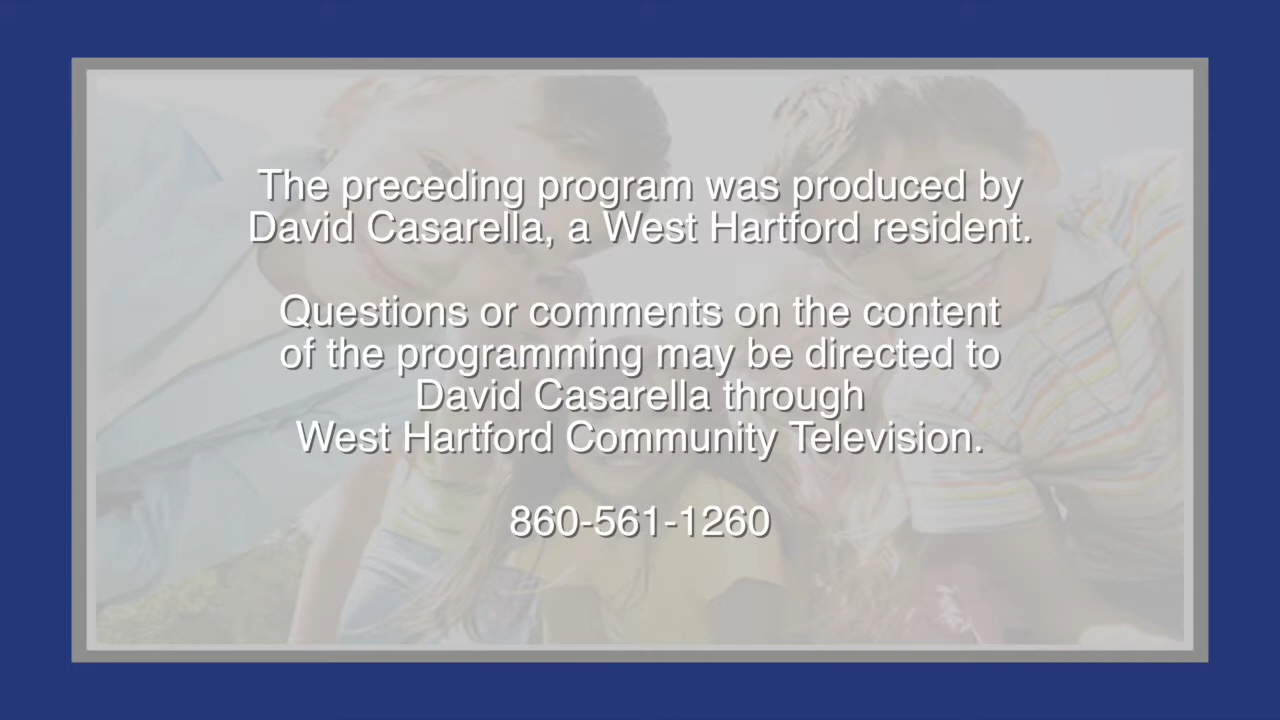 The preceding program was produced by
David Casarella, a West Hartford resident.
Questions or comments on the content
of the programming may be directed to
David Casarella through
West Hartford Community Television.
860-561-1260